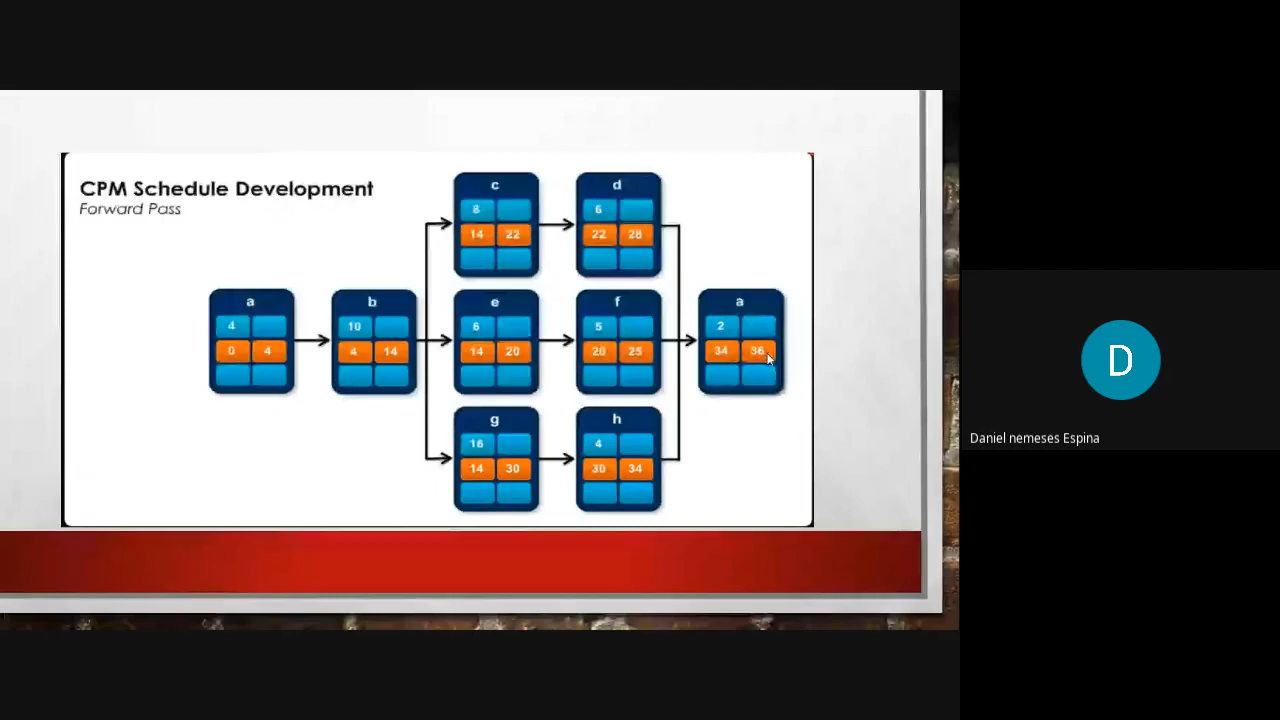 CPM Schedule Development
Forward Pass
c
8
14 22
d
6
22 28
a
4
0 4
b
10
4 14
e
6
14 20
f
5
20 25
a
2
34 36
g
16
14 30
h
4
30 34
D
Daniel nemeses Espina